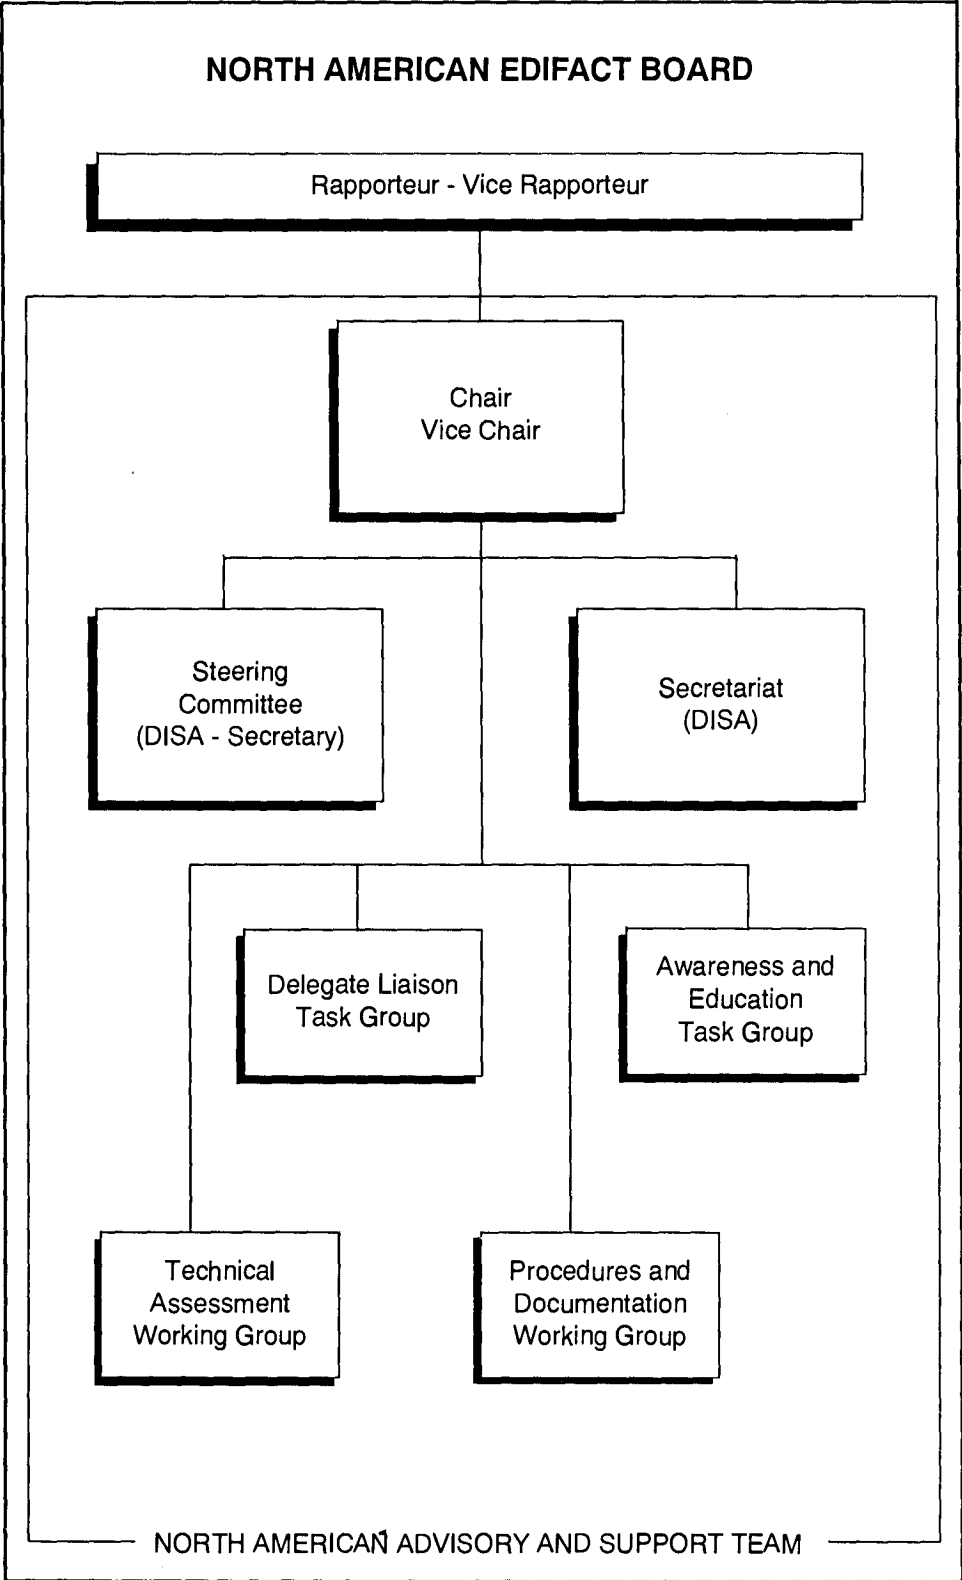 NORTH AMERICAN EDIFACT BOARD
Rapporteur - Vice Rapporteur
Chair
Vice Chair
Steering
Committee
(DISA - Secretary)
Secretariat
(DISA)
Delegate Liaison
Task Group
Awareness and
Education
Task Group
Technical
Assessment
Working Group
Procedures and
Documentation
Working Group
NORTH AMERICAN ADVISORY AND SUPPORT TEAM